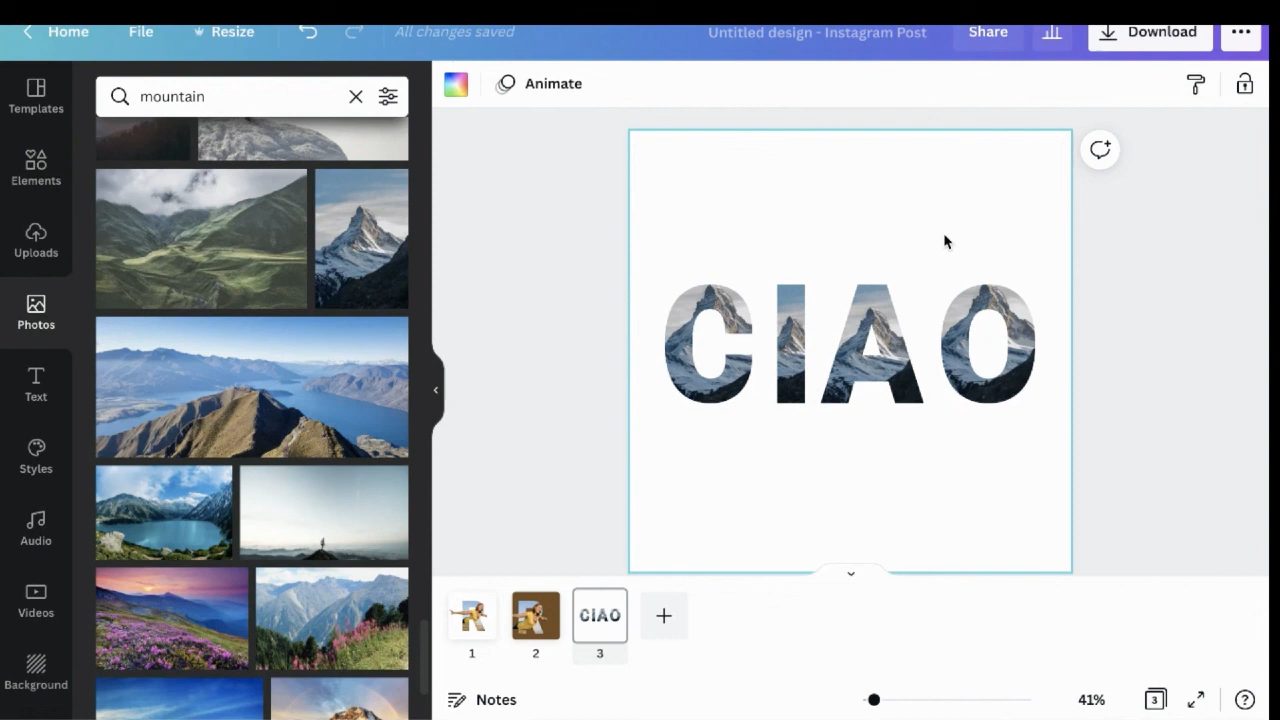 Home
File
Resize
All changes saved
Untitled design - Instagram Post
Share
Download
Templates
Elements
Uploads
Photos
Text
Styles
Audio
Videos
Background
mountain
Animate
CIAO
R
R
CIAO
1
2
3
Notes
41%
3